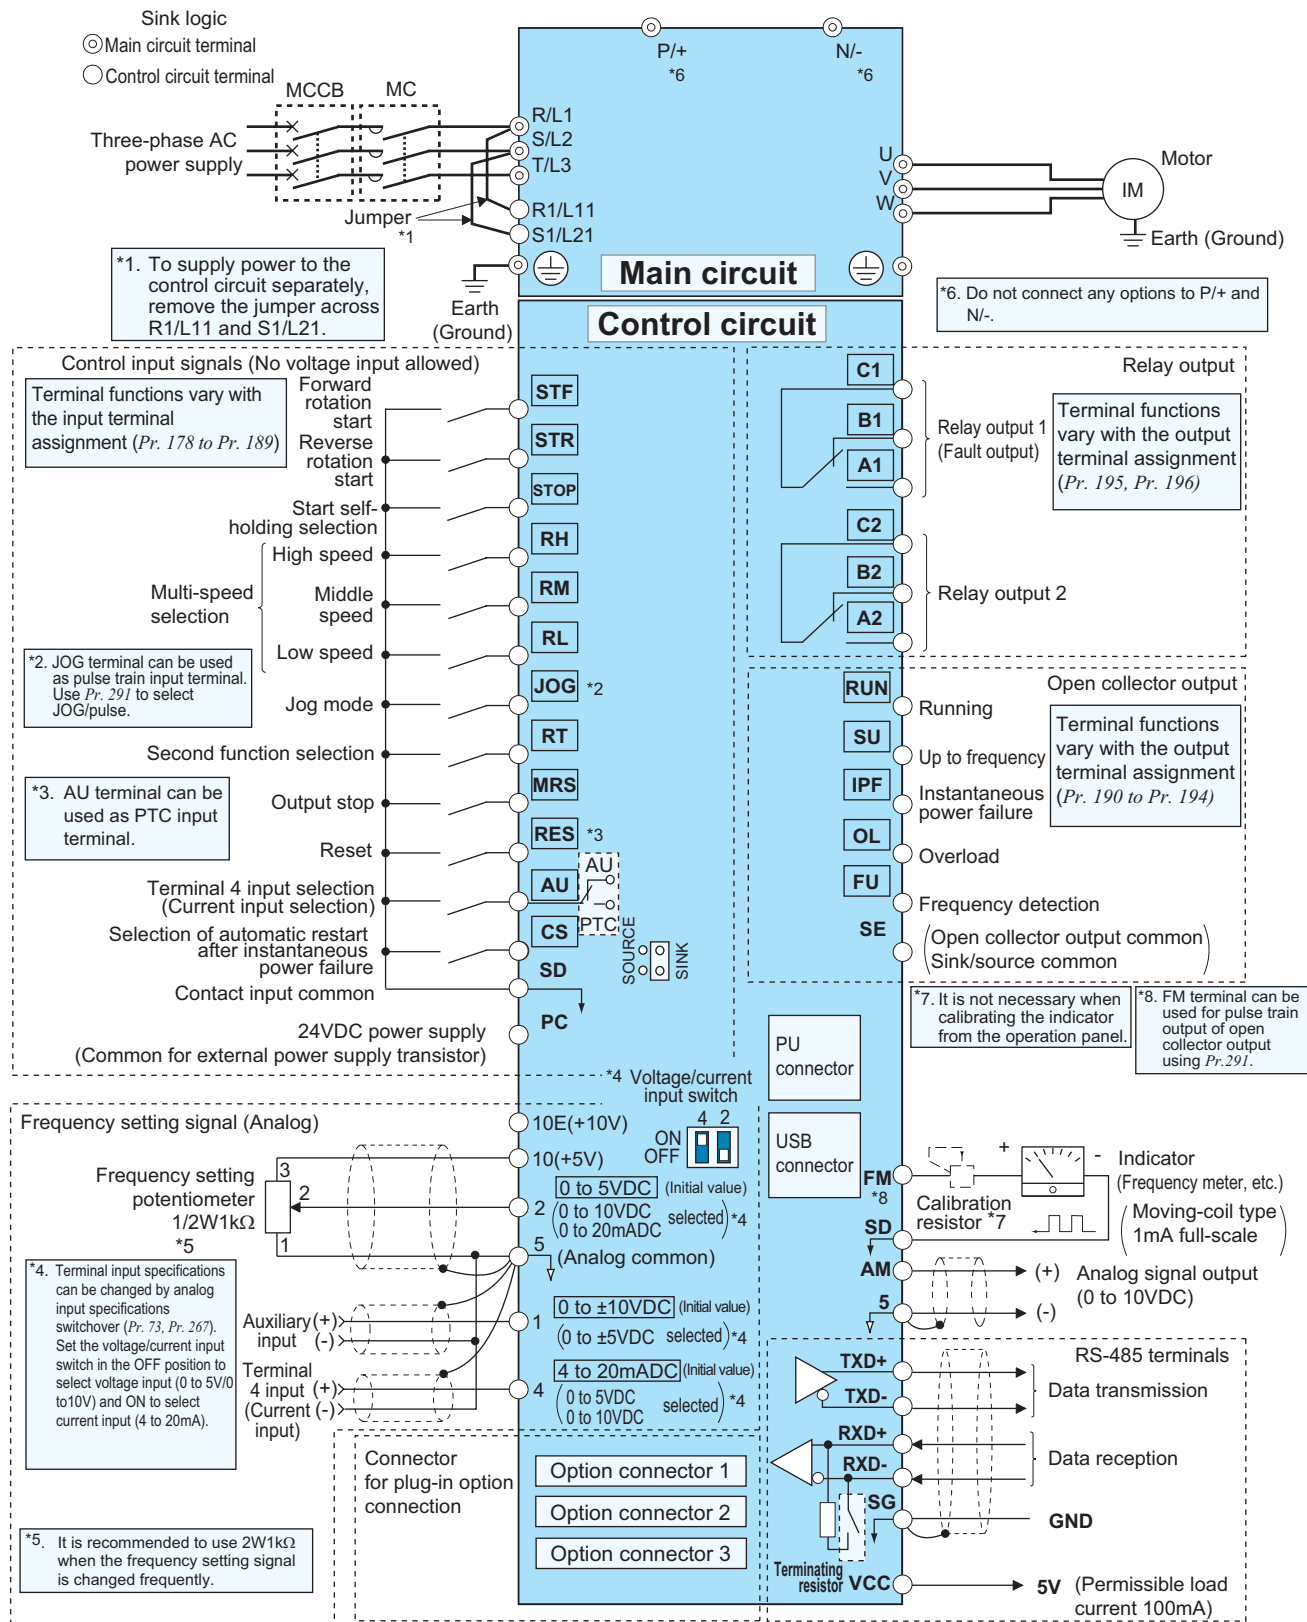 Sink logic
Main circuit terminal
Control circuit terminal
MCCB
MC
Three-phase AC
power supply
Jumper
*1
R/L1
S/L2
T/L3
R1/L11
S1/L21
P/+
*6
N/-
*6
U
V
W
Motor
IM
Earth (Ground)
*1. To supply power to the
control circuit separately,
remove the jumper across
R1/L11 and S1/L21.
Earth
(Ground)
Main circuit
*6. Do not connect any options to P/+ and
N/-.
Control circuit
Control input signals (No voltage input allowed)
Terminal functions vary with
the input terminal
assignment (Pr. 178 to Pr. 189)
Forward
rotation
start
STF
Reverse
rotation
start
STR
Start self-
holding selection
STOP
Multi-speed
selection
High speed
RH
Middle
speed
RM
Low speed
RL
*2. JOG terminal can be used
as pulse train input terminal.
Use Pr. 291 to select
JOG/pulse.
Jog mode
JOG *2
Second function selection
RT
*3. AU terminal can be
used as PTC input
terminal.
Output stop
MRS
Reset
RES *3
Terminal 4 input selection
(Current input selection)
AU
AU
PTC
Selection of automatic restart
after instantaneous
power failure
CS
SOURCE
SINK
SD
Contact input common
PC
24VDC power supply
(Common for external power supply transistor)
Relay output
C1
B1
A1
Relay output 1
(Fault output)
Terminal functions
vary with the output
terminal assignment
(Pr. 195, Pr. 196)
C2
B2
A2
Relay output 2
Open collector output
RUN
Running
SU
Up to frequency
IPF
Instantaneous
power failure
OL
Overload
FU
Frequency detection
SE
Open collector output common
Sink/source common
Terminal functions
vary with the output
terminal assignment
(Pr. 190 to Pr. 194)
*7. It is not necessary when
calibrating the indicator
from the operation panel.
*8. FM terminal can be
used for pulse train
output of open
collector output
using Pr.291.
PU
connector
USB
connector
*4 Voltage/current
input switch
4 2
ON
OFF
Frequency setting signal (Analog)
10E(+10V)
10(+5V)
Frequency setting
potentiometer
1/2W1kΩ
*5
3
2
1
2
0 to 5VDC (Initial value)
0 to 10VDC
0 to 20mADC
selected *4
5
(Analog common)
*4. Terminal input specifications
can be changed by analog
input specifications
switchover (Pr. 73, Pr. 267).
Set the voltage/current input
switch in the OFF position to
select voltage input (0 to 5V/0
to10V) and ON to select
current input (4 to 20mA).
Auxiliary (+)
input (-)
1
0 to ±10VDC (Initial value)
(0 to ±5VDC selected) *4
Terminal
4 input (+)
(Current (-)
input)
4
4 to 20mADC (Initial value)
0 to 5VDC
0 to 10VDC
selected *4
*5. It is recommended to use 2W1kΩ
when the frequency setting signal
is changed frequently.
Connector
for plug-in option
connection
Option connector 1
Option connector 2
Option connector 3
FM
*8
Calibration
resistor *7
+
-
Indicator
(Frequency meter, etc.)
Moving-coil type
1mA full-scale
SD
AM
(+)
Analog signal output
(0 to 10VDC)
5
(-)
RS-485 terminals
TXD+
TXD-
Data transmission
RXD+
RXD-
Data reception
SG
GND
Terminating
resistor
VCC
5V
(Permissible load
current 100mA)